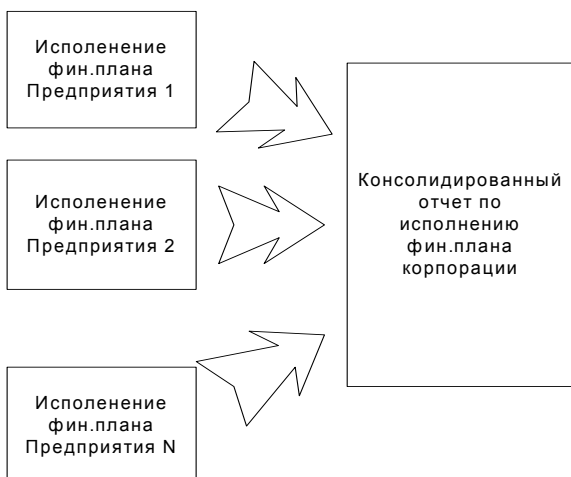 Исполенение
фин.плана
Предприятия 1
Исполенение
фин.плана
Предприятия 2
Исполенение
фин.плана
Предприятия N
Консолидированный
отчет по
исполнению
фин.плана
корпорации